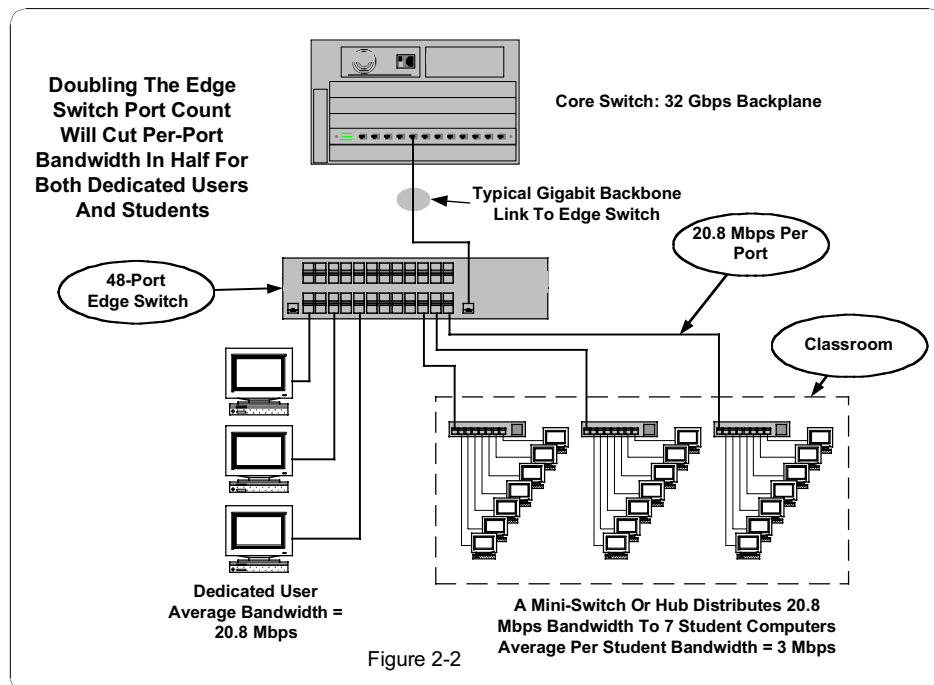 Doubling The Edge
Switch Port Count
Will Cut Per-Port
Bandwidth In Half For
Both Dedicated Users
And Students
Core Switch: 32 Gbps Backplane
Typical Gigabit Backbone
Link To Edge Switch
20.8 Mbps Per
Port
48-Port
Edge Switch
Classroom
Dedicated User
Average Bandwidth =
20.8 Mbps
A Mini-Switch Or Hub Distributes 20.8
Mbps Bandwidth To 7 Student Computers
Average Per Student Bandwidth = 3 Mbps
Figure 2-2